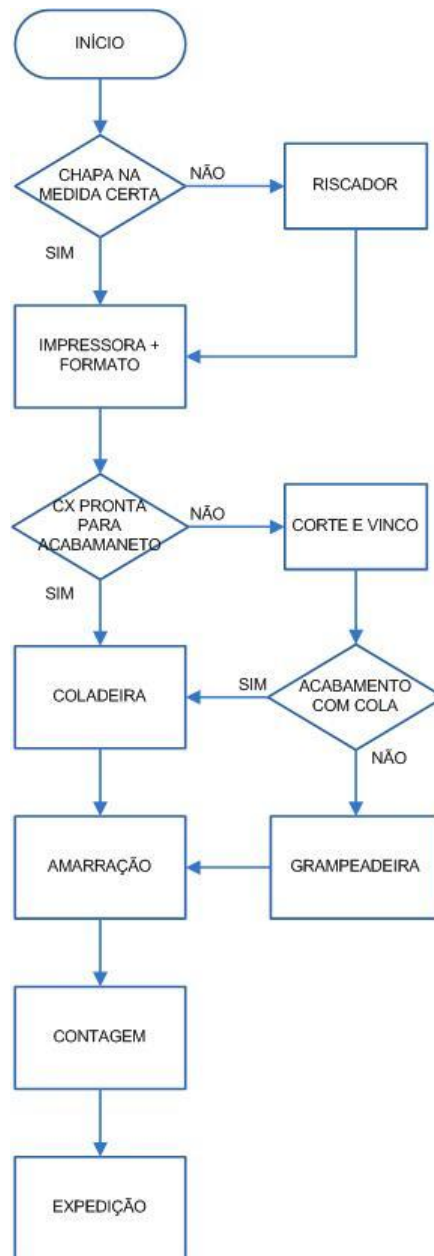 INÍCIO
CHAPA NA
MEDIDA CERTA
NÃO
RISCADOR
SIM
IMPRESSORA +
FORMATO
CX PRONTA
PARA
ACABAMANETO
NÃO
CORTE E VINCO
SIM
COLADEIRA
SIM
ACABAMENTO
COM COLA
NÃO
AMARRAÇÃO
GRAMPEADEIRA
CONTAGEM
EXPEDIÇÃO